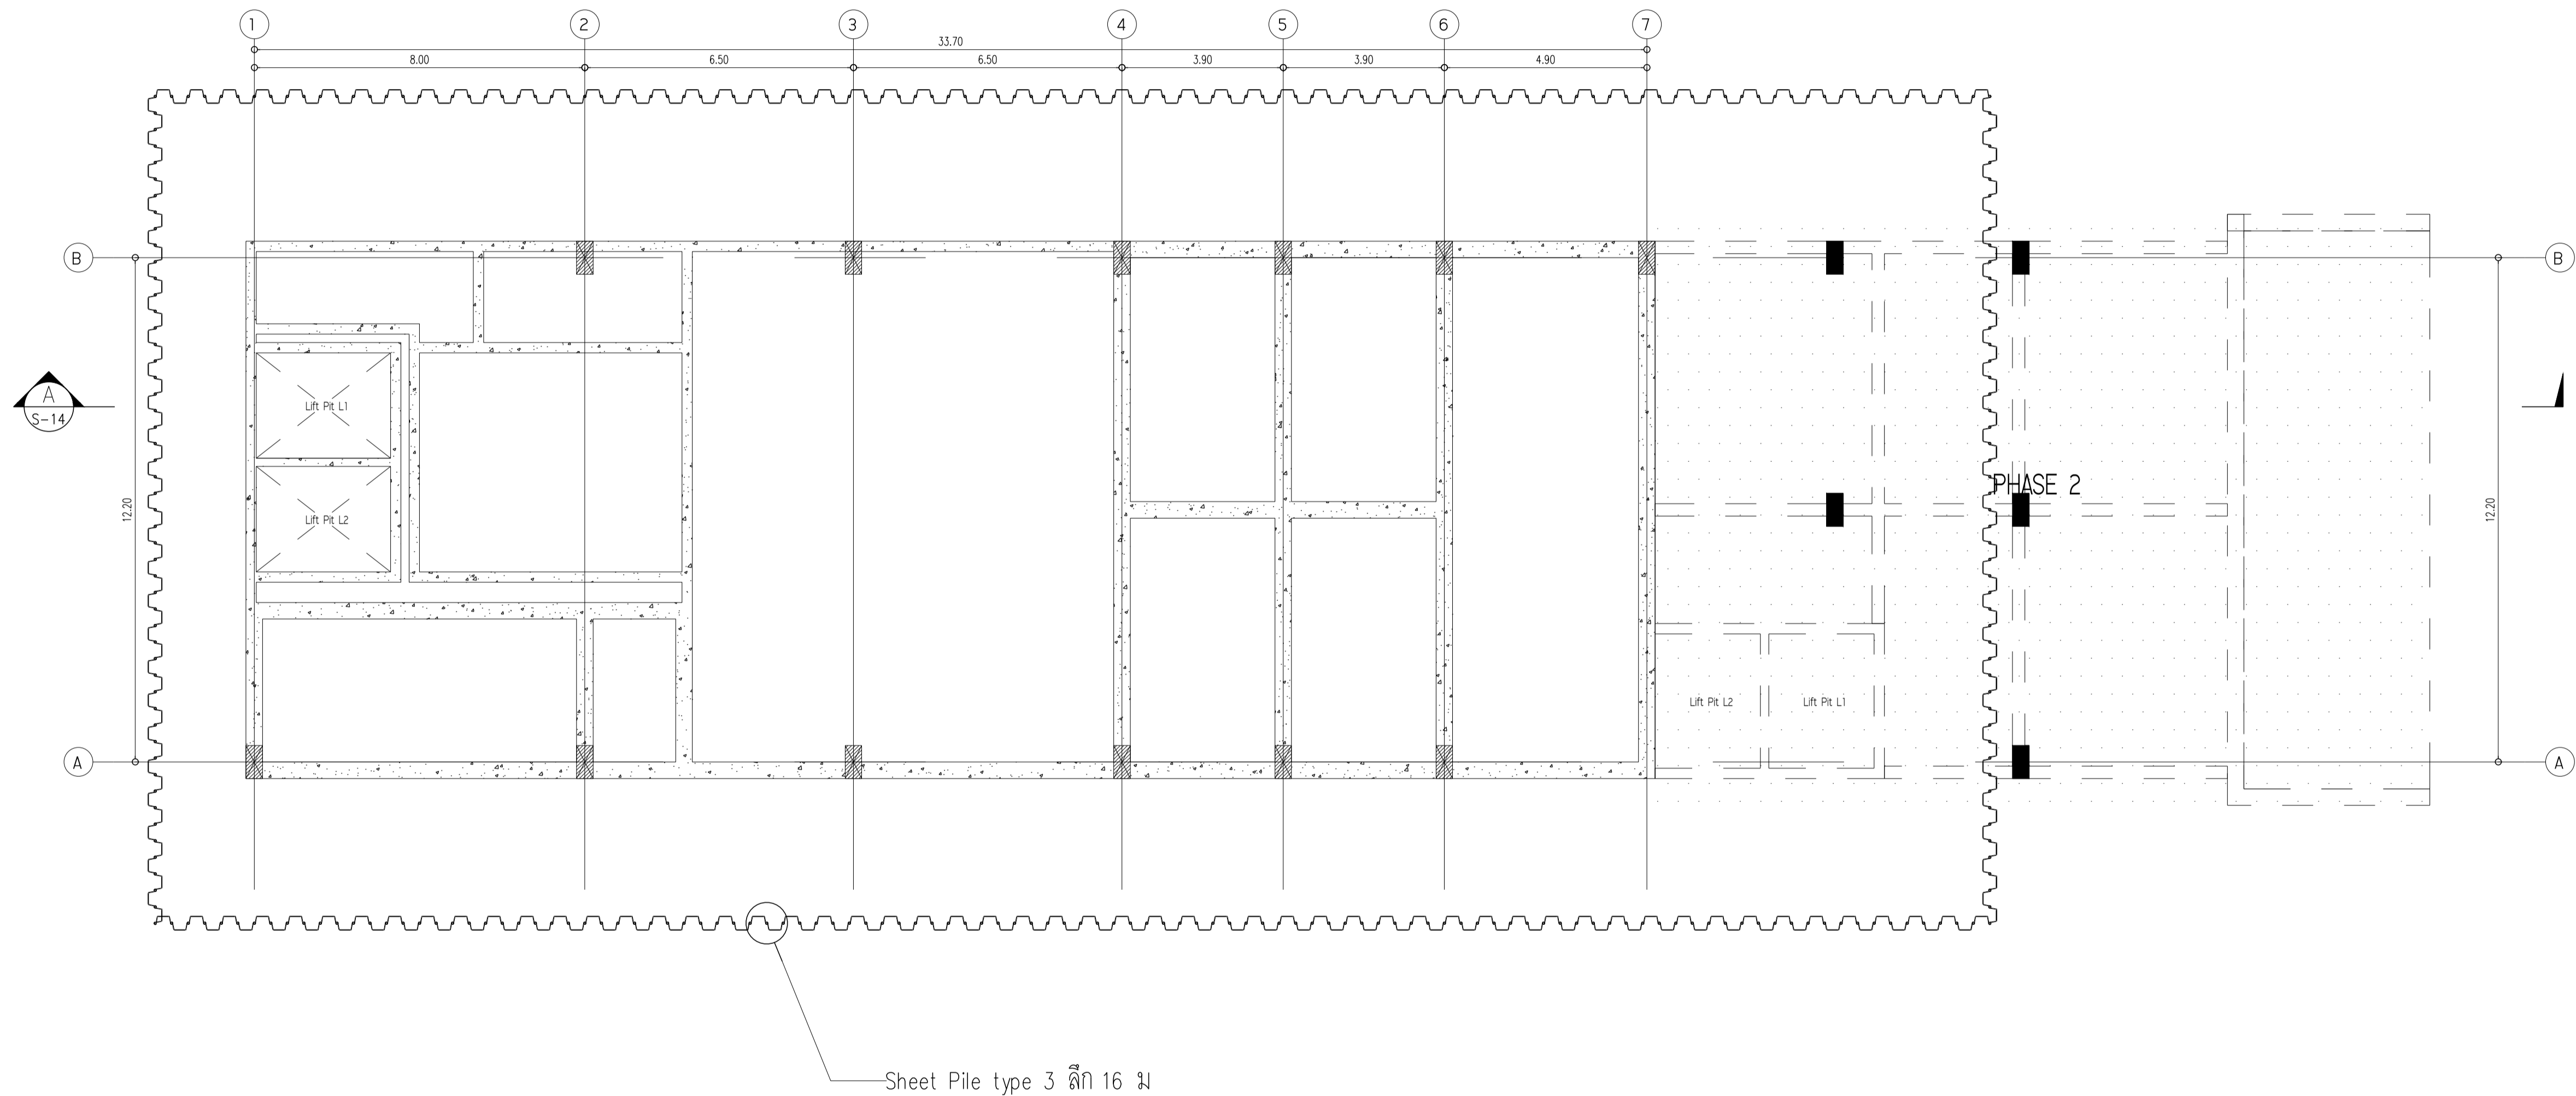 1 2 3 4 5 6 7
33.70
8.00 6.50 6.50 3.90 3.90 4.90
B B
A
S-14
Lift Pit L1
PHASE 2
12.20 12.20
Lift Pit L2
Lift Pit L2 Lift Pit L1
A A
Sheet Pile type 3 ลึก 16 ม